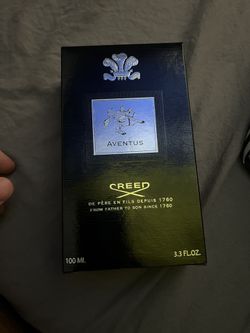 AVENTUS
CREED
DE PÈRE EN FILS DEPUIS 1760
FROM FATHER TO SON SINCE 1760
100 ML 3.3 FL.OZ.